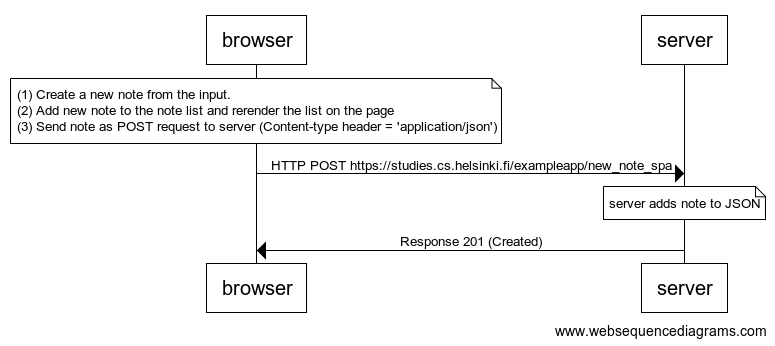 browser
server
(1) Create a new note from the input.
(2) Add new note to the note list and rerender the list on the page
(3) Send note as POST request to server (Content-type header = 'application/json')
HTTP POST https://studies.cs.helsinki.fi/exampleapp/new_note_spa
server adds note to JSON
Response 201 (Created)
browser
server
www.websequencediagrams.com